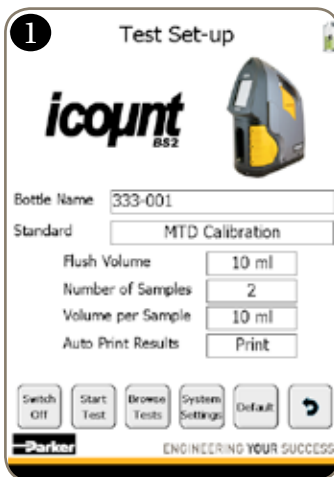 1
Test Set-up
icount
BS2
Bottle Name 333-001
Standard MTD Calibration
Flush Volume 10 ml
Number of Samples 2
Volume per Sample 10 ml
Auto Print Results Print
Switch Off
Start Test
Browse Tests
System Settings
Default
Parker ENGINEERING YOUR SUCCESS